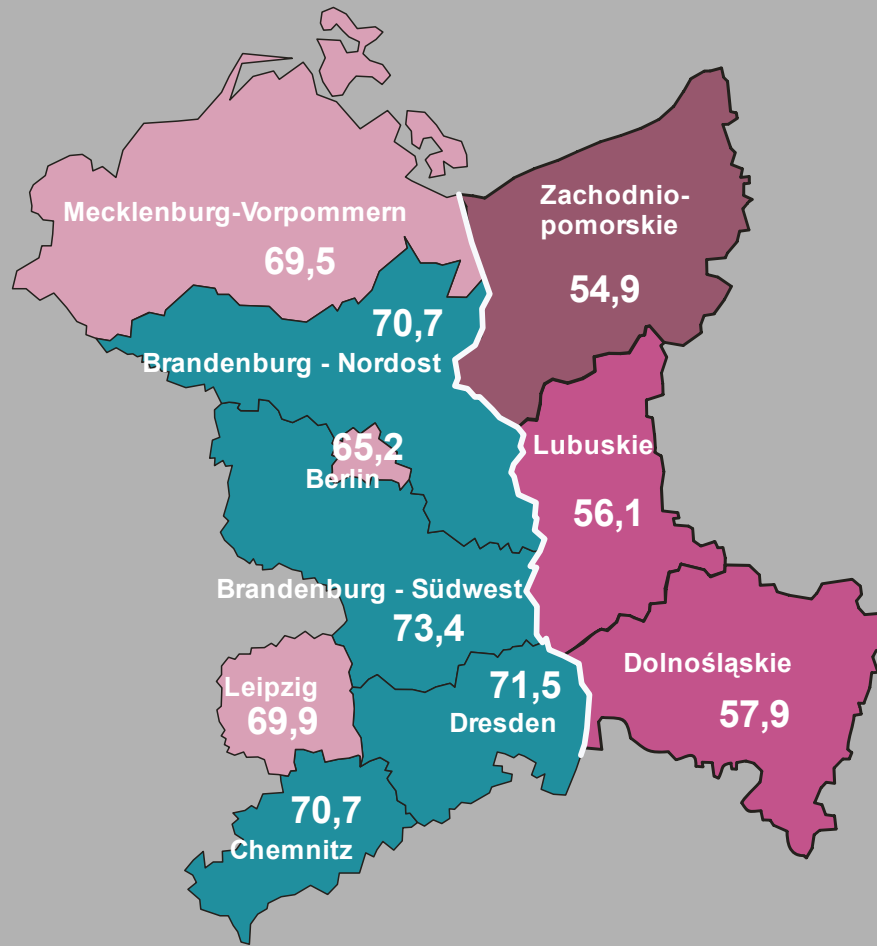 Mecklenburg-Vorpommern
69,5
Zachodnio-
pomorskie
54,9
70,7
Brandenburg - Nordost
65,2
Berlin
Lubuskie
56,1
Brandenburg - Südwest
73,4
Leipzig
69,9
71,5
Dresden
Dolnośląskie
57,9
70,7
Chemnitz